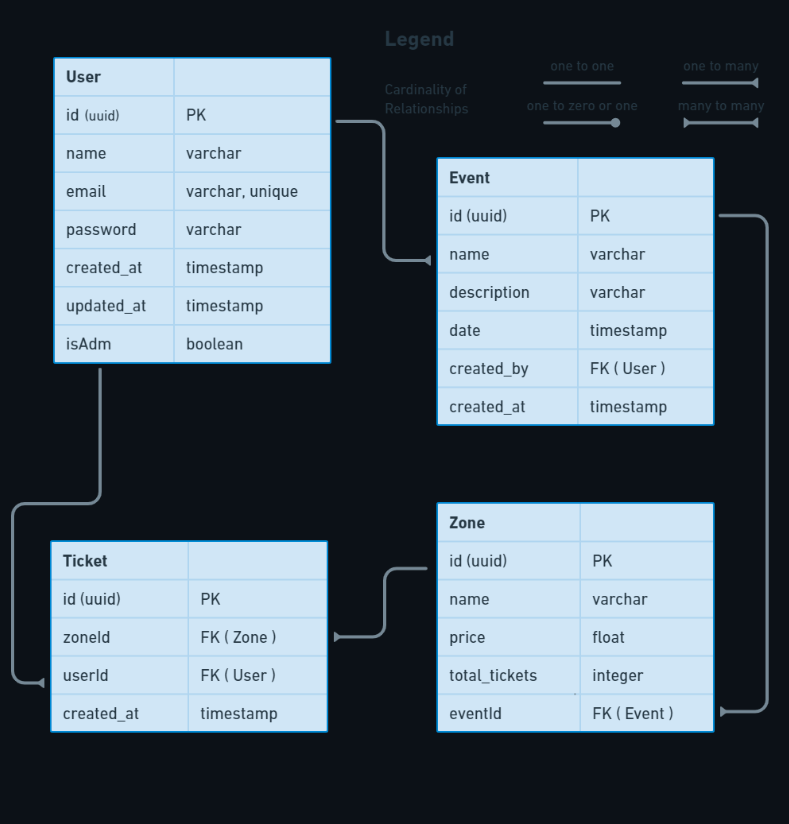 Legend
Cardinality of
Relationships
one to one
one to many
one to zero or one
many to many
User
id (uuid) PK
name varchar
email varchar, unique
password varchar
created_at timestamp
updated_at timestamp
isAdm boolean
Event
id (uuid) PK
name varchar
description varchar
date timestamp
created_by FK ( User )
created_at timestamp
Ticket
id (uuid) PK
zoneId FK ( Zone )
userId FK ( User )
created_at timestamp
Zone
id (uuid) PK
name varchar
price float
total_tickets integer
eventId FK ( Event )